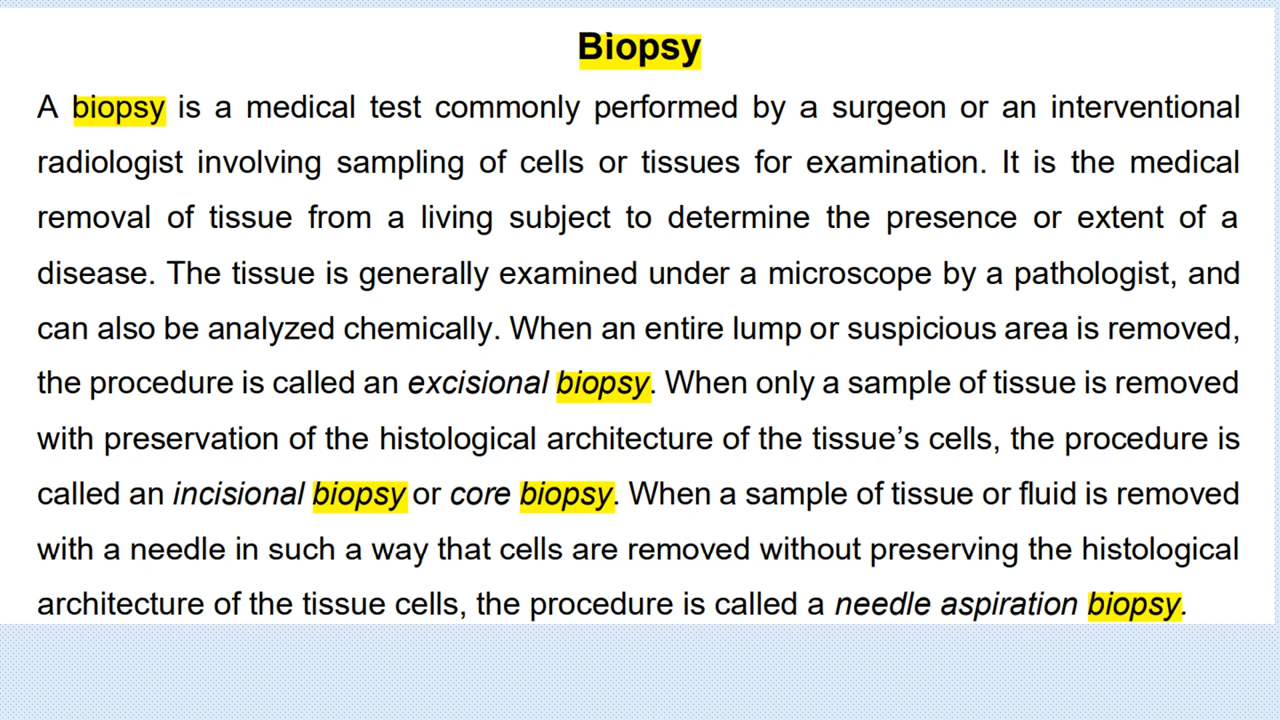 Biopsy
A biopsy is a medical test commonly performed by a surgeon or an interventional
radiologist involving sampling of cells or tissues for examination. It is the medical
removal of tissue from a living subject to determine the presence or extent of a
disease. The tissue is generally examined under a microscope by a pathologist, and
can also be analyzed chemically. When an entire lump or suspicious area is removed,
the procedure is called an excisional biopsy. When only a sample of tissue is removed
with preservation of the histological architecture of the tissue’s cells, the procedure is
called an incisional biopsy or core biopsy. When a sample of tissue or fluid is removed
with a needle in such a way that cells are removed without preserving the histological
architecture of the tissue cells, the procedure is called a needle aspiration biopsy.